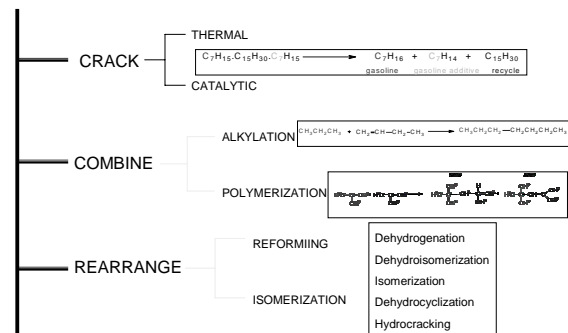 THERMAL
CRACK
C₇H₁₅.C₁₅H₃₀.C₇H₁₅ C₇H₁₆ + C₇H₁₄ + C₁₅H₃₀
gasoline gasoline additive recycle
CATALYTIC
ALKYLATION
CH₃CH₂CH₃ + CH₂=CH—CH₂—CH₃ CH₃CH₂CH₂—CH₂CH₂CH₂CH₃
COMBINE
POLYMERIZATION
REFORMIING
Dehydrogenation
Dehydroisomerization
REARRANGE
Isomerization
ISOMERIZATION
Dehydrocyclization
Hydrocracking